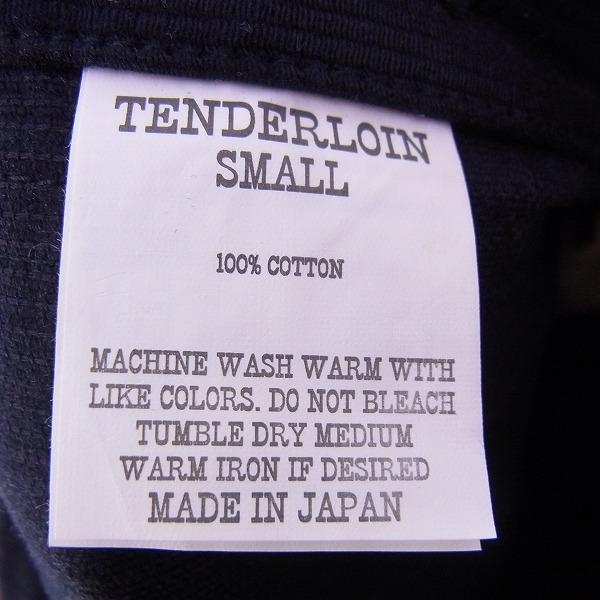 TENDERLOIN
SMALL
100% COTTON
MACHINE WASH WARM WITH
LIKE COLORS. DO NOT BLEACH
TUMBLE DRY MEDIUM
WARM IRON IF DESIRED
MADE IN JAPAN